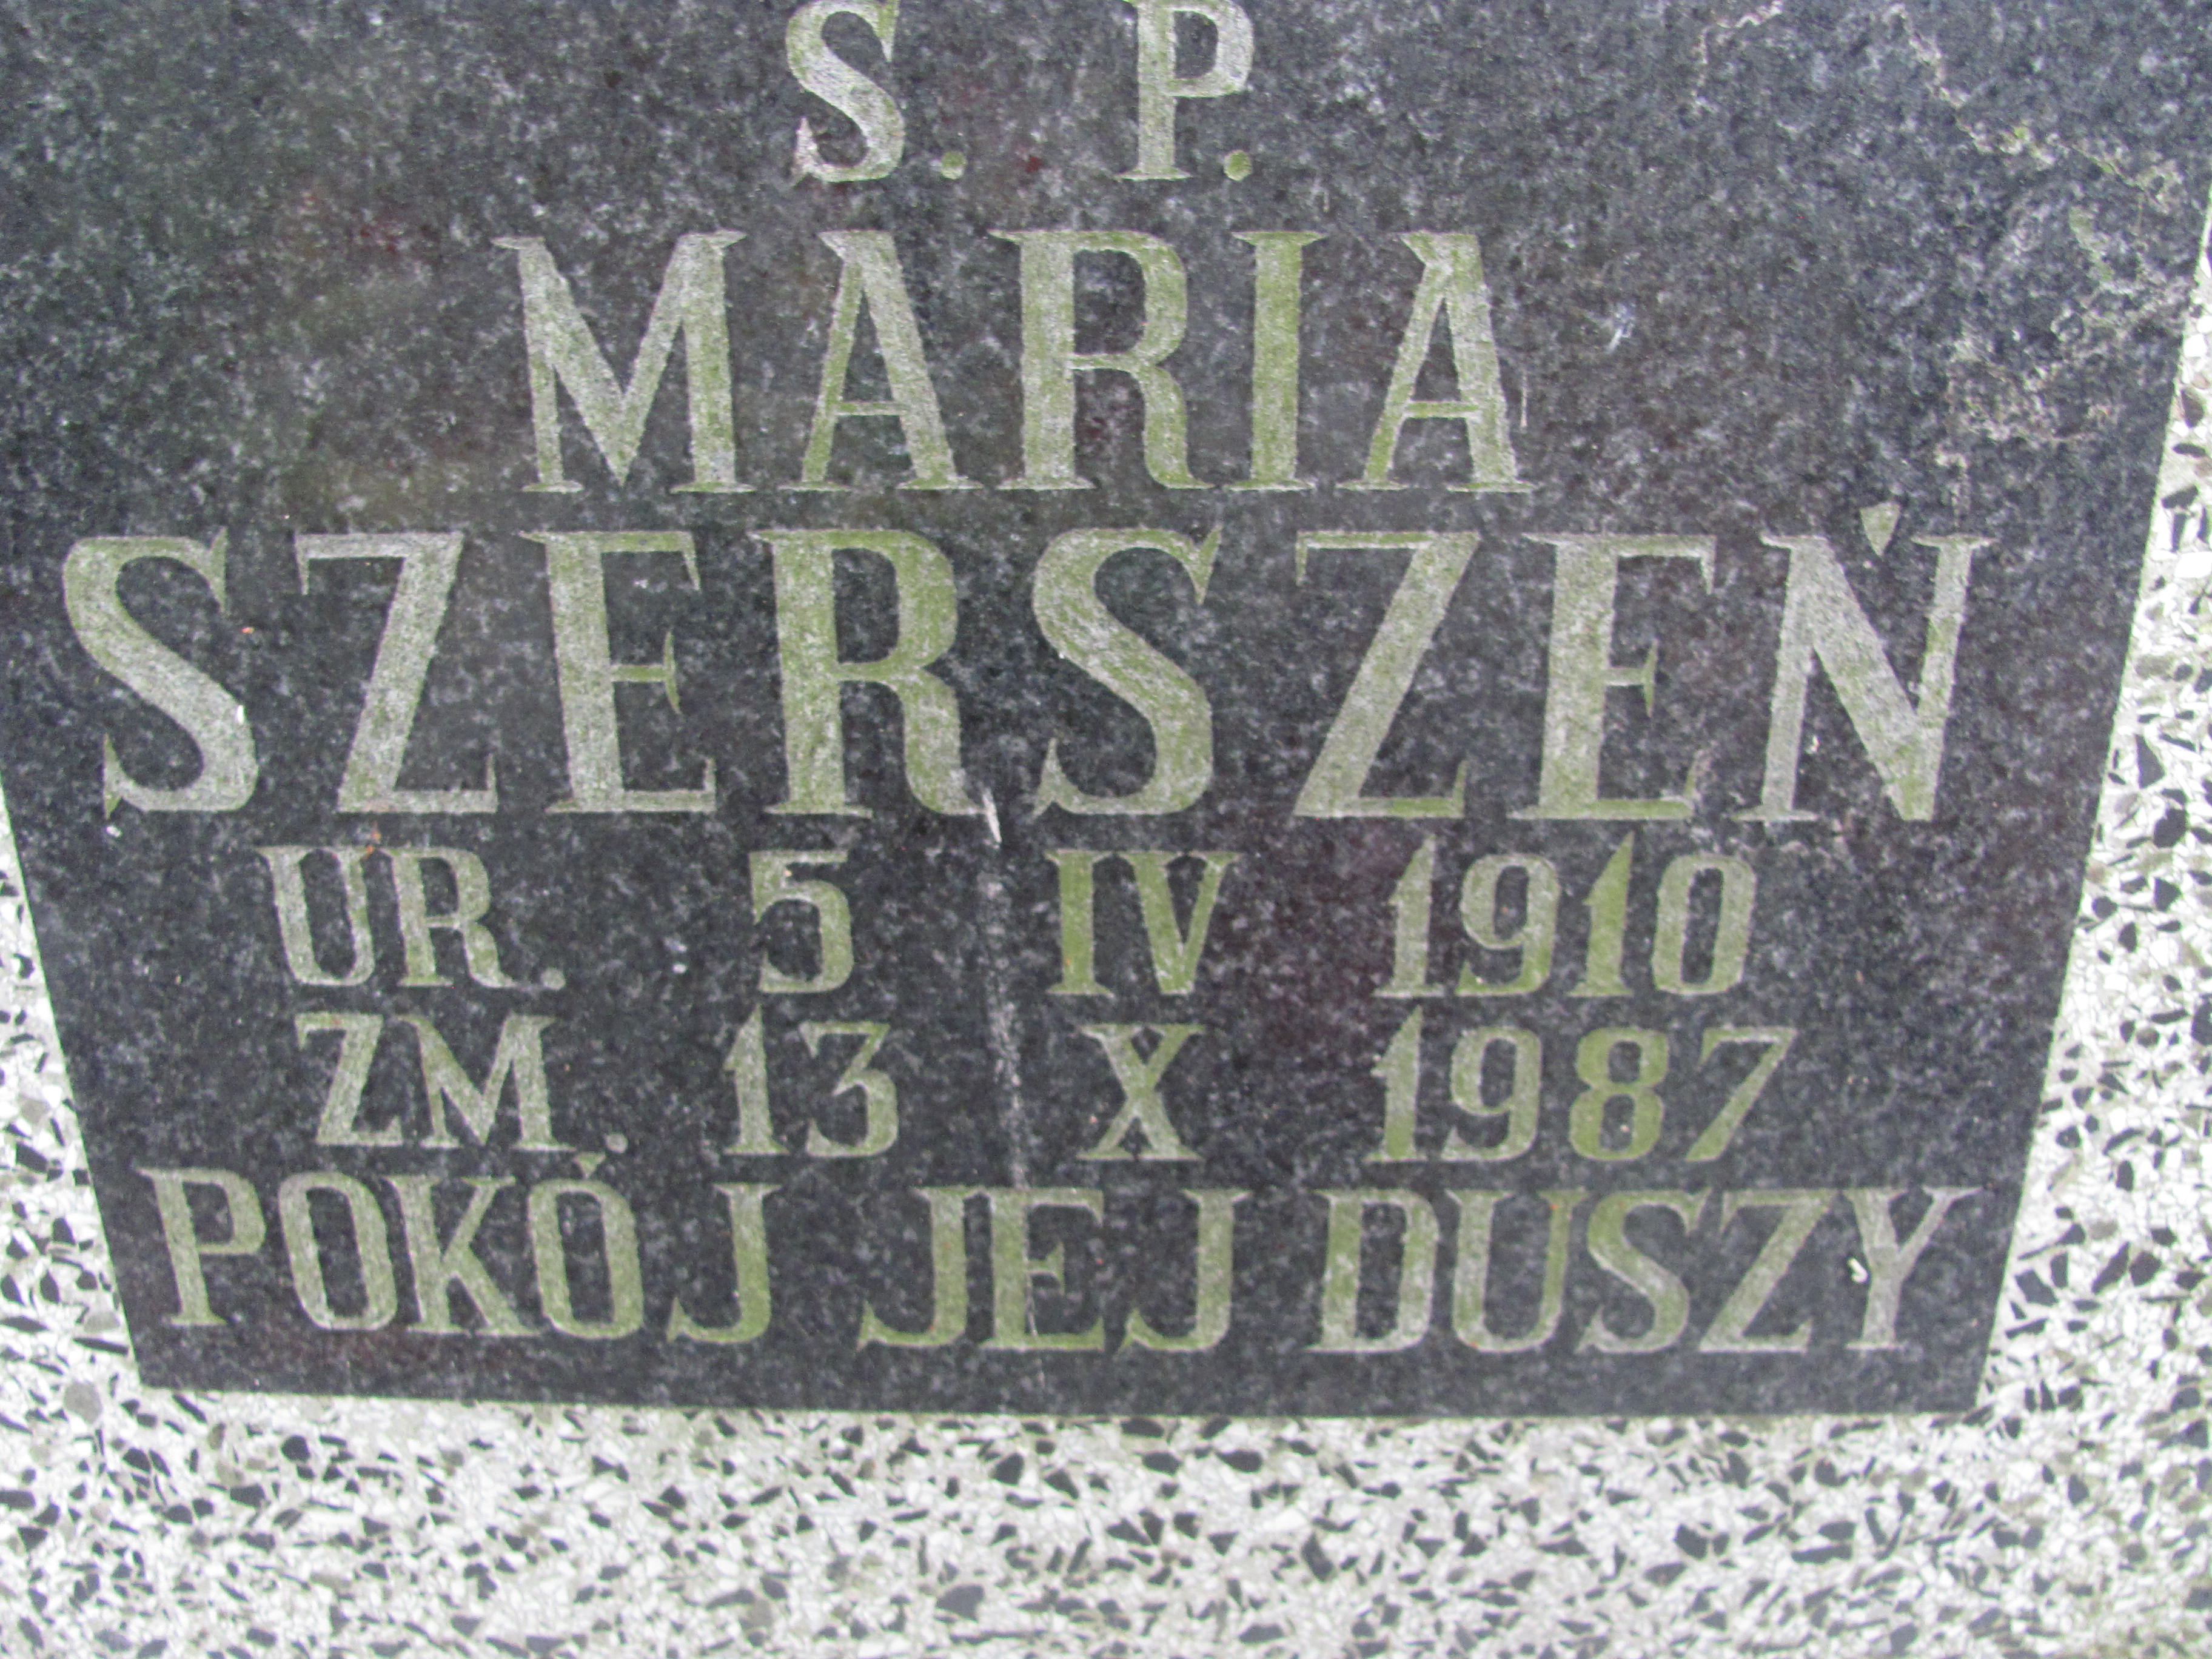 S. P.
MARIA
SZERSZEŃ
UR. 5 IV 1910
ZM. 13 X 1987
POKÓJ JEJ DUSZY